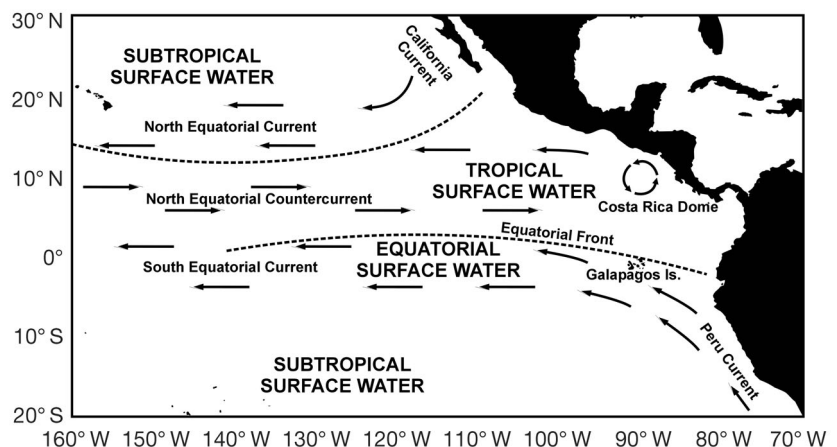 30° N
SUBTROPICAL
SURFACE WATER
California
Current
20° N
North Equatorial Current
10° N
TROPICAL
SURFACE WATER
North Equatorial Countercurrent
Costa Rica Dome
Equatorial Front
0°
EQUATORIAL
SURFACE WATER
South Equatorial Current
Galapagos Is.
10° S
Peru Current
SUBTROPICAL
SURFACE WATER
20° S
160° W 150° W 140° W 130° W 120° W 110° W 100° W 90° W 80° W 70° W